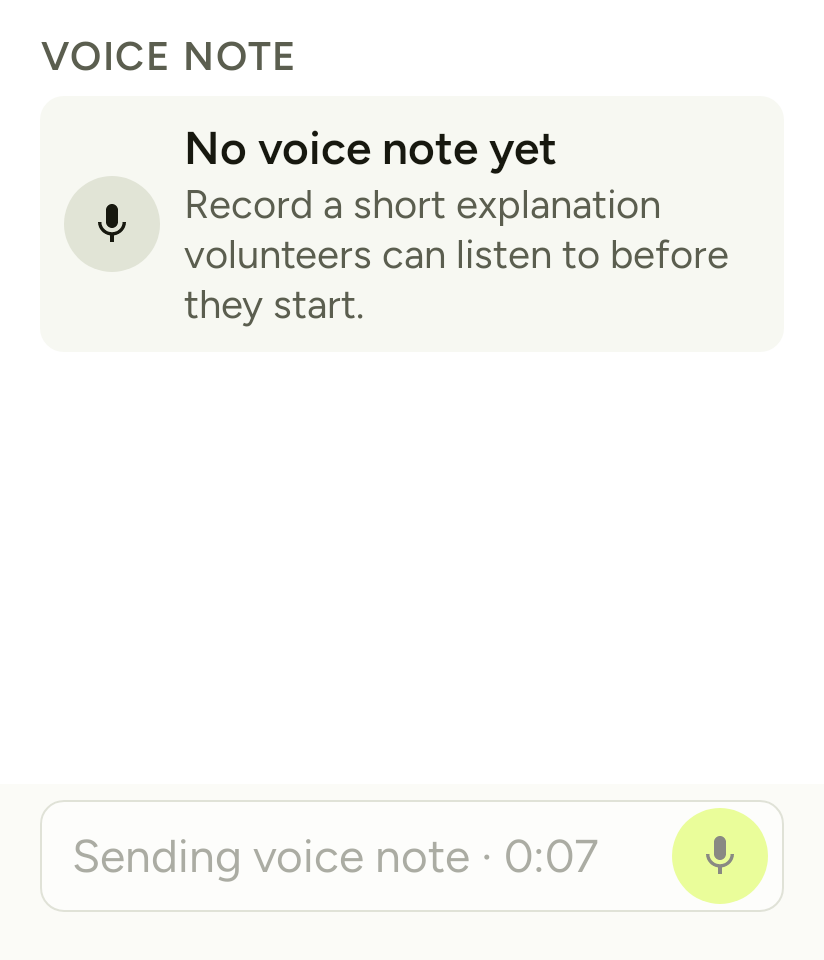 VOICE NOTE
No voice note yet
Record a short explanation
volunteers can listen to before
they start.
Sending voice note · 0:07